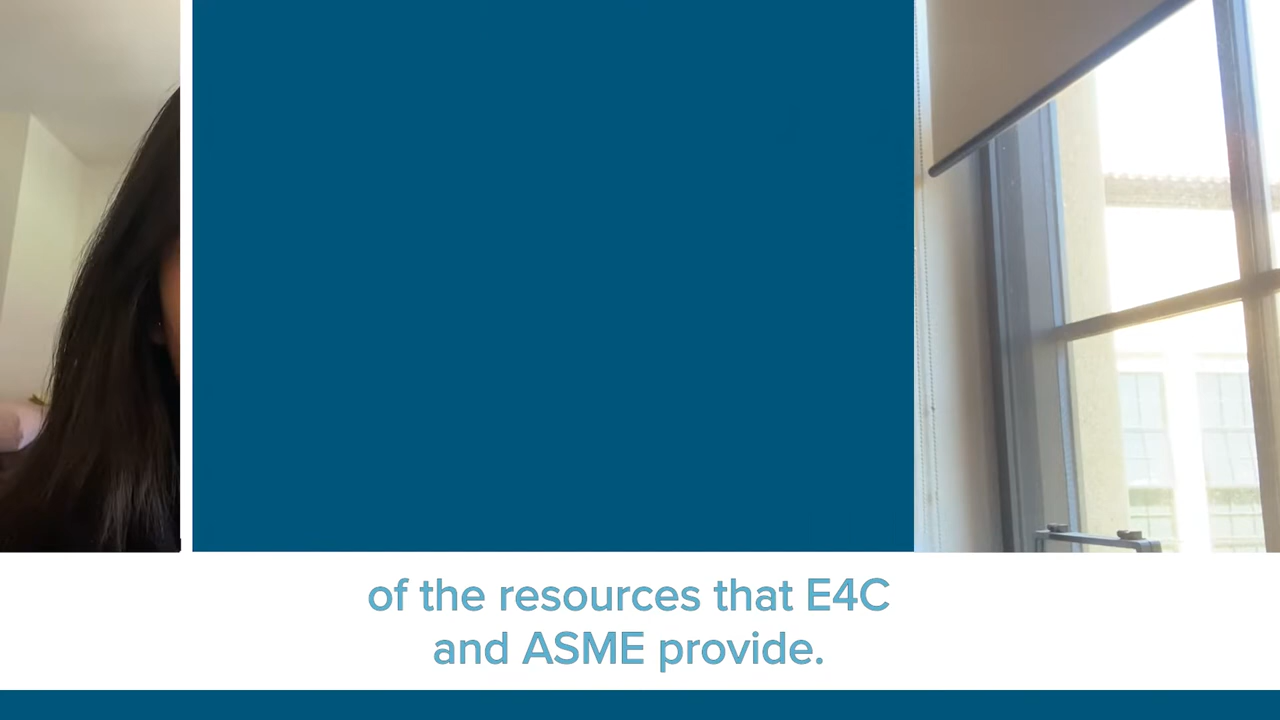 of the resources that E4C
and ASME provide.